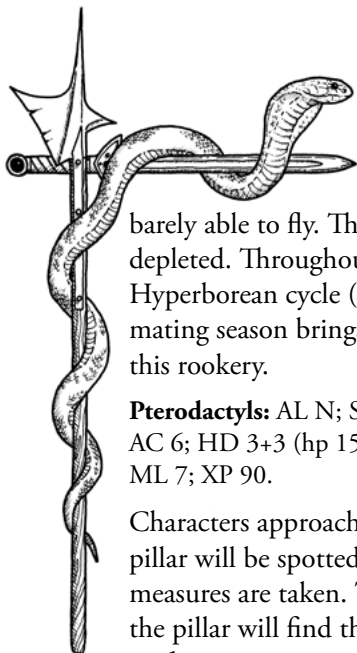 barely able to fly. Th
depleted. Throughou
Hyperborean cycle (
mating season bring
this rookery.
Pterodactyls: AL N; S
AC 6; HD 3+3 (hp 15
ML 7; XP 90.
Characters approach
pillar will be spotted
measures are taken. T
the pillar will find th